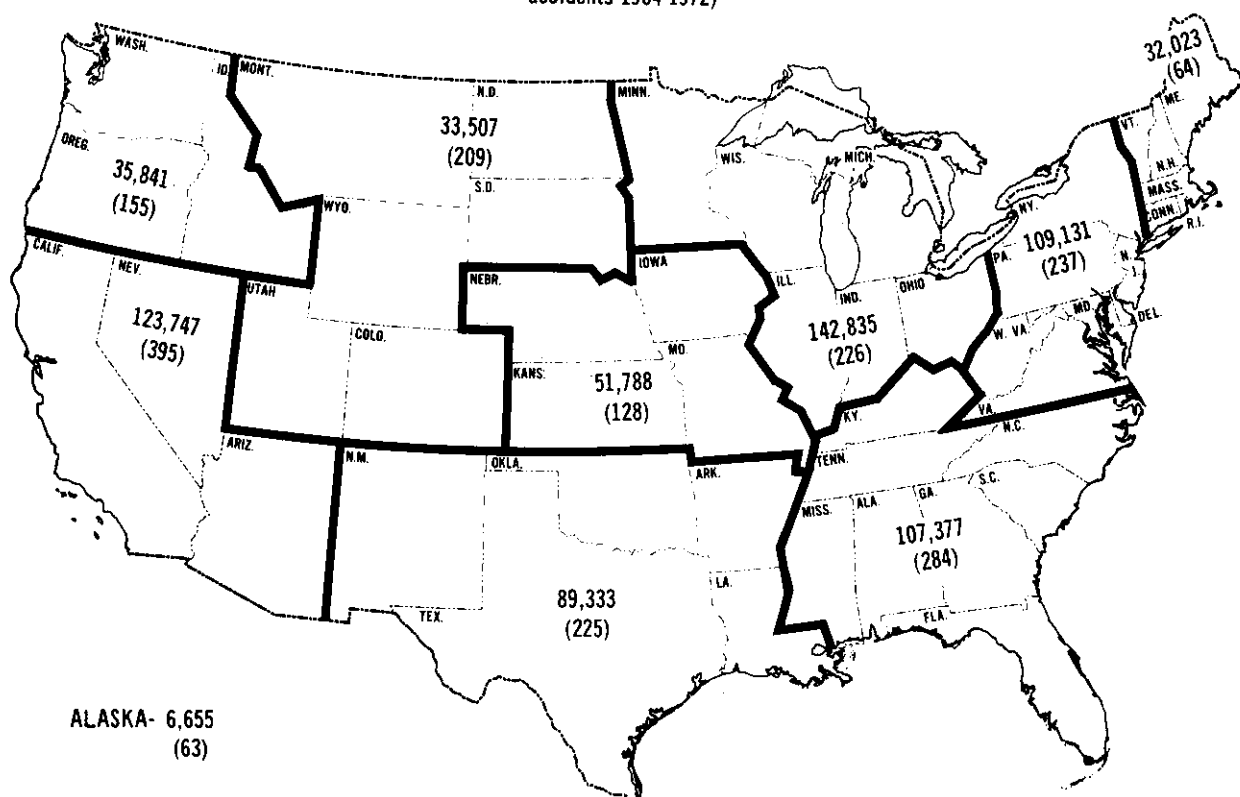 accidents 1964-1972)
WASH.
ID.
MONT.
N.D.
MINN.
32,023
(64)
ME.
VT.
33,507
(209)
OREG.
35,841
(155)
S.D.
WIS.
MICH.
N.H.
MASS.
CONN.
R.I.
WYO.
NY.
109,131
(237)
PA.
N.
CALIF.
NEV.
UTAH
NEBR.
IOWA
ILL.
IND.
OHIO
MD.
DEL.
W. VA
123,747
(395)
COLO.
142,835
(226)
MO.
KANS.
51,788
(128)
KY.
VA.
N.C.
ARIZ.
N.M.
OKLA.
ARK.
TENN.
S.C.
MISS.
ALA.
GA.
107,377
(284)
LA.
89,333
(225)
TEX.
FLA.
ALASKA- 6,655
(63)